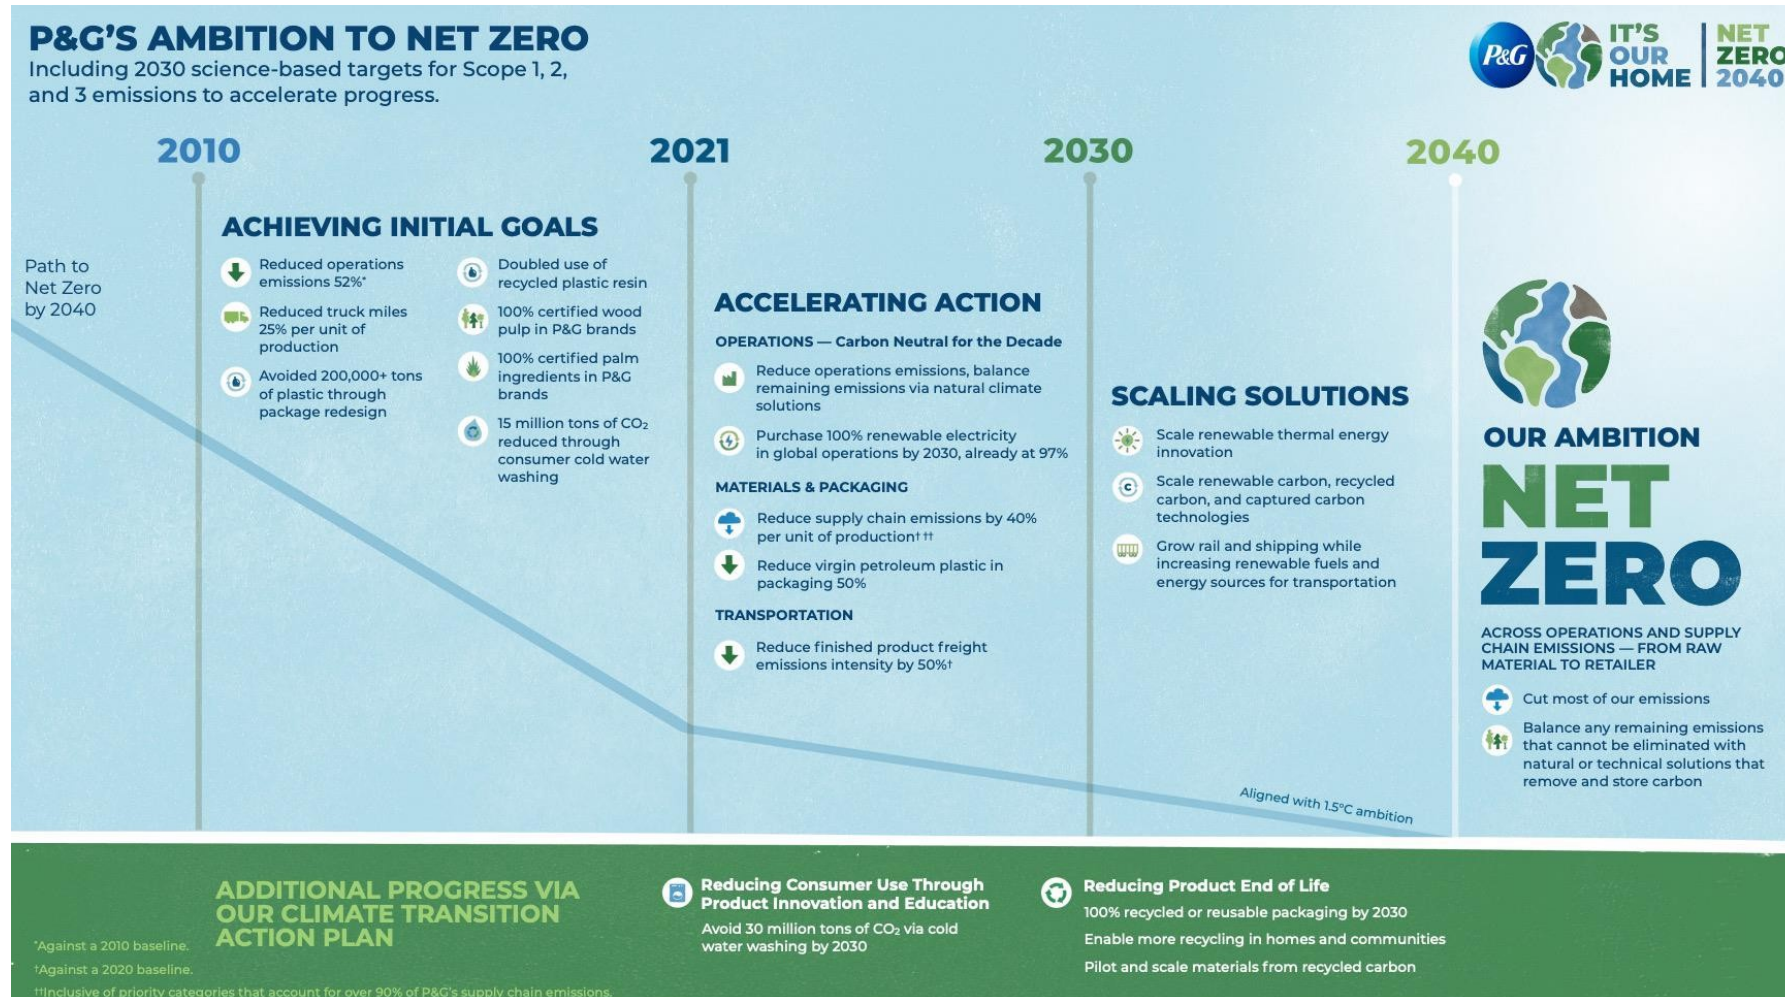 P&G'S AMBITION TO NET ZERO
Including 2030 science-based targets for Scope 1, 2,
and 3 emissions to accelerate progress.
P&G
IT'S
OUR
HOME
NET
ZERO
2040
2010
2021
2030
2040
Path to
Net Zero
by 2040
ACHIEVING INITIAL GOALS
Reduced operations
emissions 52%*
Reduced truck miles
25% per unit of
production
Avoided 200,000+ tons
of plastic through
package redesign
Doubled use of
recycled plastic resin
100% certified wood
pulp in P&G brands
100% certified palm
ingredients in P&G
brands
15 million tons of CO₂
reduced through
consumer cold water
washing
ACCELERATING ACTION
OPERATIONS — Carbon Neutral for the Decade
Reduce operations emissions, balance
remaining emissions via natural climate
solutions
Purchase 100% renewable electricity
in global operations by 2030, already at 97%
MATERIALS & PACKAGING
Reduce supply chain emissions by 40%
per unit of production† ††
Reduce virgin petroleum plastic in
packaging 50%
TRANSPORTATION
Reduce finished product freight
emissions intensity by 50%†
SCALING SOLUTIONS
Scale renewable thermal energy
innovation
C
Scale renewable carbon, recycled
carbon, and captured carbon
technologies
Grow rail and shipping while
increasing renewable fuels and
energy sources for transportation
OUR AMBITION
NET
ZERO
ACROSS OPERATIONS AND SUPPLY
CHAIN EMISSIONS — FROM RAW
MATERIAL TO RETAILER
Cut most of our emissions
Balance any remaining emissions
that cannot be eliminated with
natural or technical solutions that
remove and store carbon
Aligned with 1.5°C ambition
ADDITIONAL PROGRESS VIA
OUR CLIMATE TRANSITION
ACTION PLAN
Reducing Consumer Use Through
Product Innovation and Education
Avoid 30 million tons of CO₂ via cold
water washing by 2030
Reducing Product End of Life
100% recycled or reusable packaging by 2030
Enable more recycling in homes and communities
Pilot and scale materials from recycled carbon
*Against a 2010 baseline.
†Against a 2020 baseline.
††Inclusive of priority categories that account for over 90% of P&G's supply chain emissions.